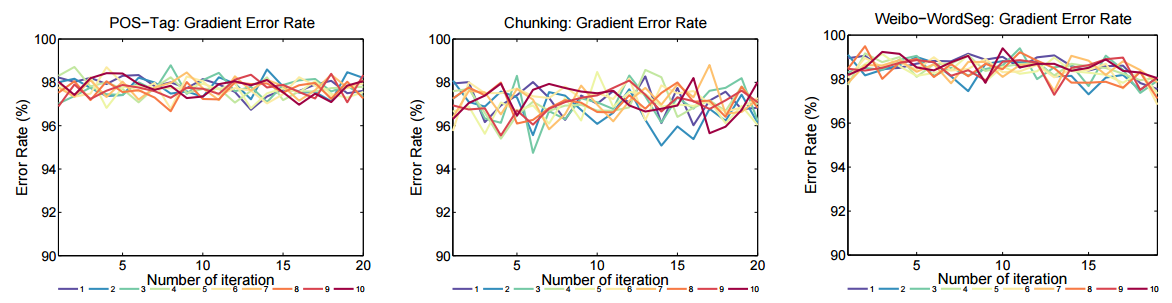 POS-Tag: Gradient Error Rate
Error Rate (%)
100
98
96
94
92
90
5 10 15 20
Number of iteration
1 2 3 4 5 6 7 8 9 10
Chunking: Gradient Error Rate
Error Rate (%)
100
98
96
94
92
90
5 10 15 20
Number of iteration
1 2 3 4 5 6 7 8 9 10
Weibo-WordSeg: Gradient Error Rate
Error Rate (%)
100
98
96
94
92
90
5 10 15
Number of iteration
1 2 3 4 5 6 7 8 9 10